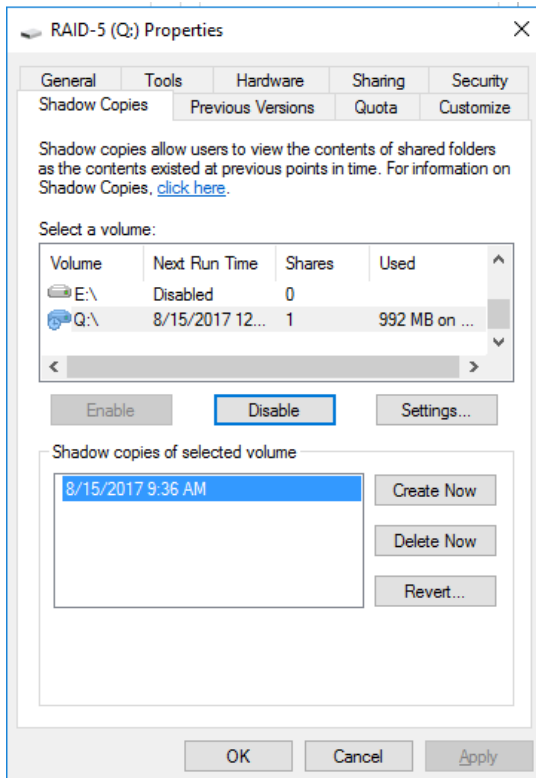 RAID-5 (Q:) Properties
General Tools Hardware Sharing Security
Shadow Copies Previous Versions Quota Customize
Shadow copies allow users to view the contents of shared folders
as the contents existed at previous points in time. For information on
Shadow Copies, click here.
Select a volume:
Volume Next Run Time Shares Used
E:\ Disabled 0
Q:\ 8/15/2017 12... 1 992 MB on ...
Enable Disable Settings...
Shadow copies of selected volume
8/15/2017 9:36 AM
Create Now
Delete Now
Revert...
OK Cancel Apply